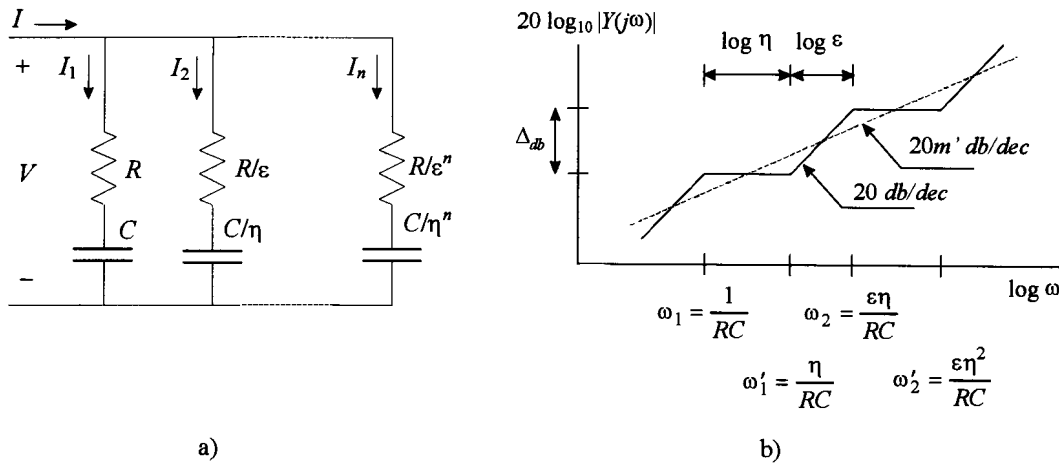 I
+
I₁
I₂
Iₙ
V
R
R/ε
R/εⁿ
C
C/η
C/ηⁿ
−
a)
20 log₁₀ |Y(jω)|
log η
log ε
Δdb
20m' db/dec
20 db/dec
log ω
ω₁ = 1/RC
ω₂ = εη/RC
ω′₁ = η/RC
ω′₂ = εη²/RC
b)